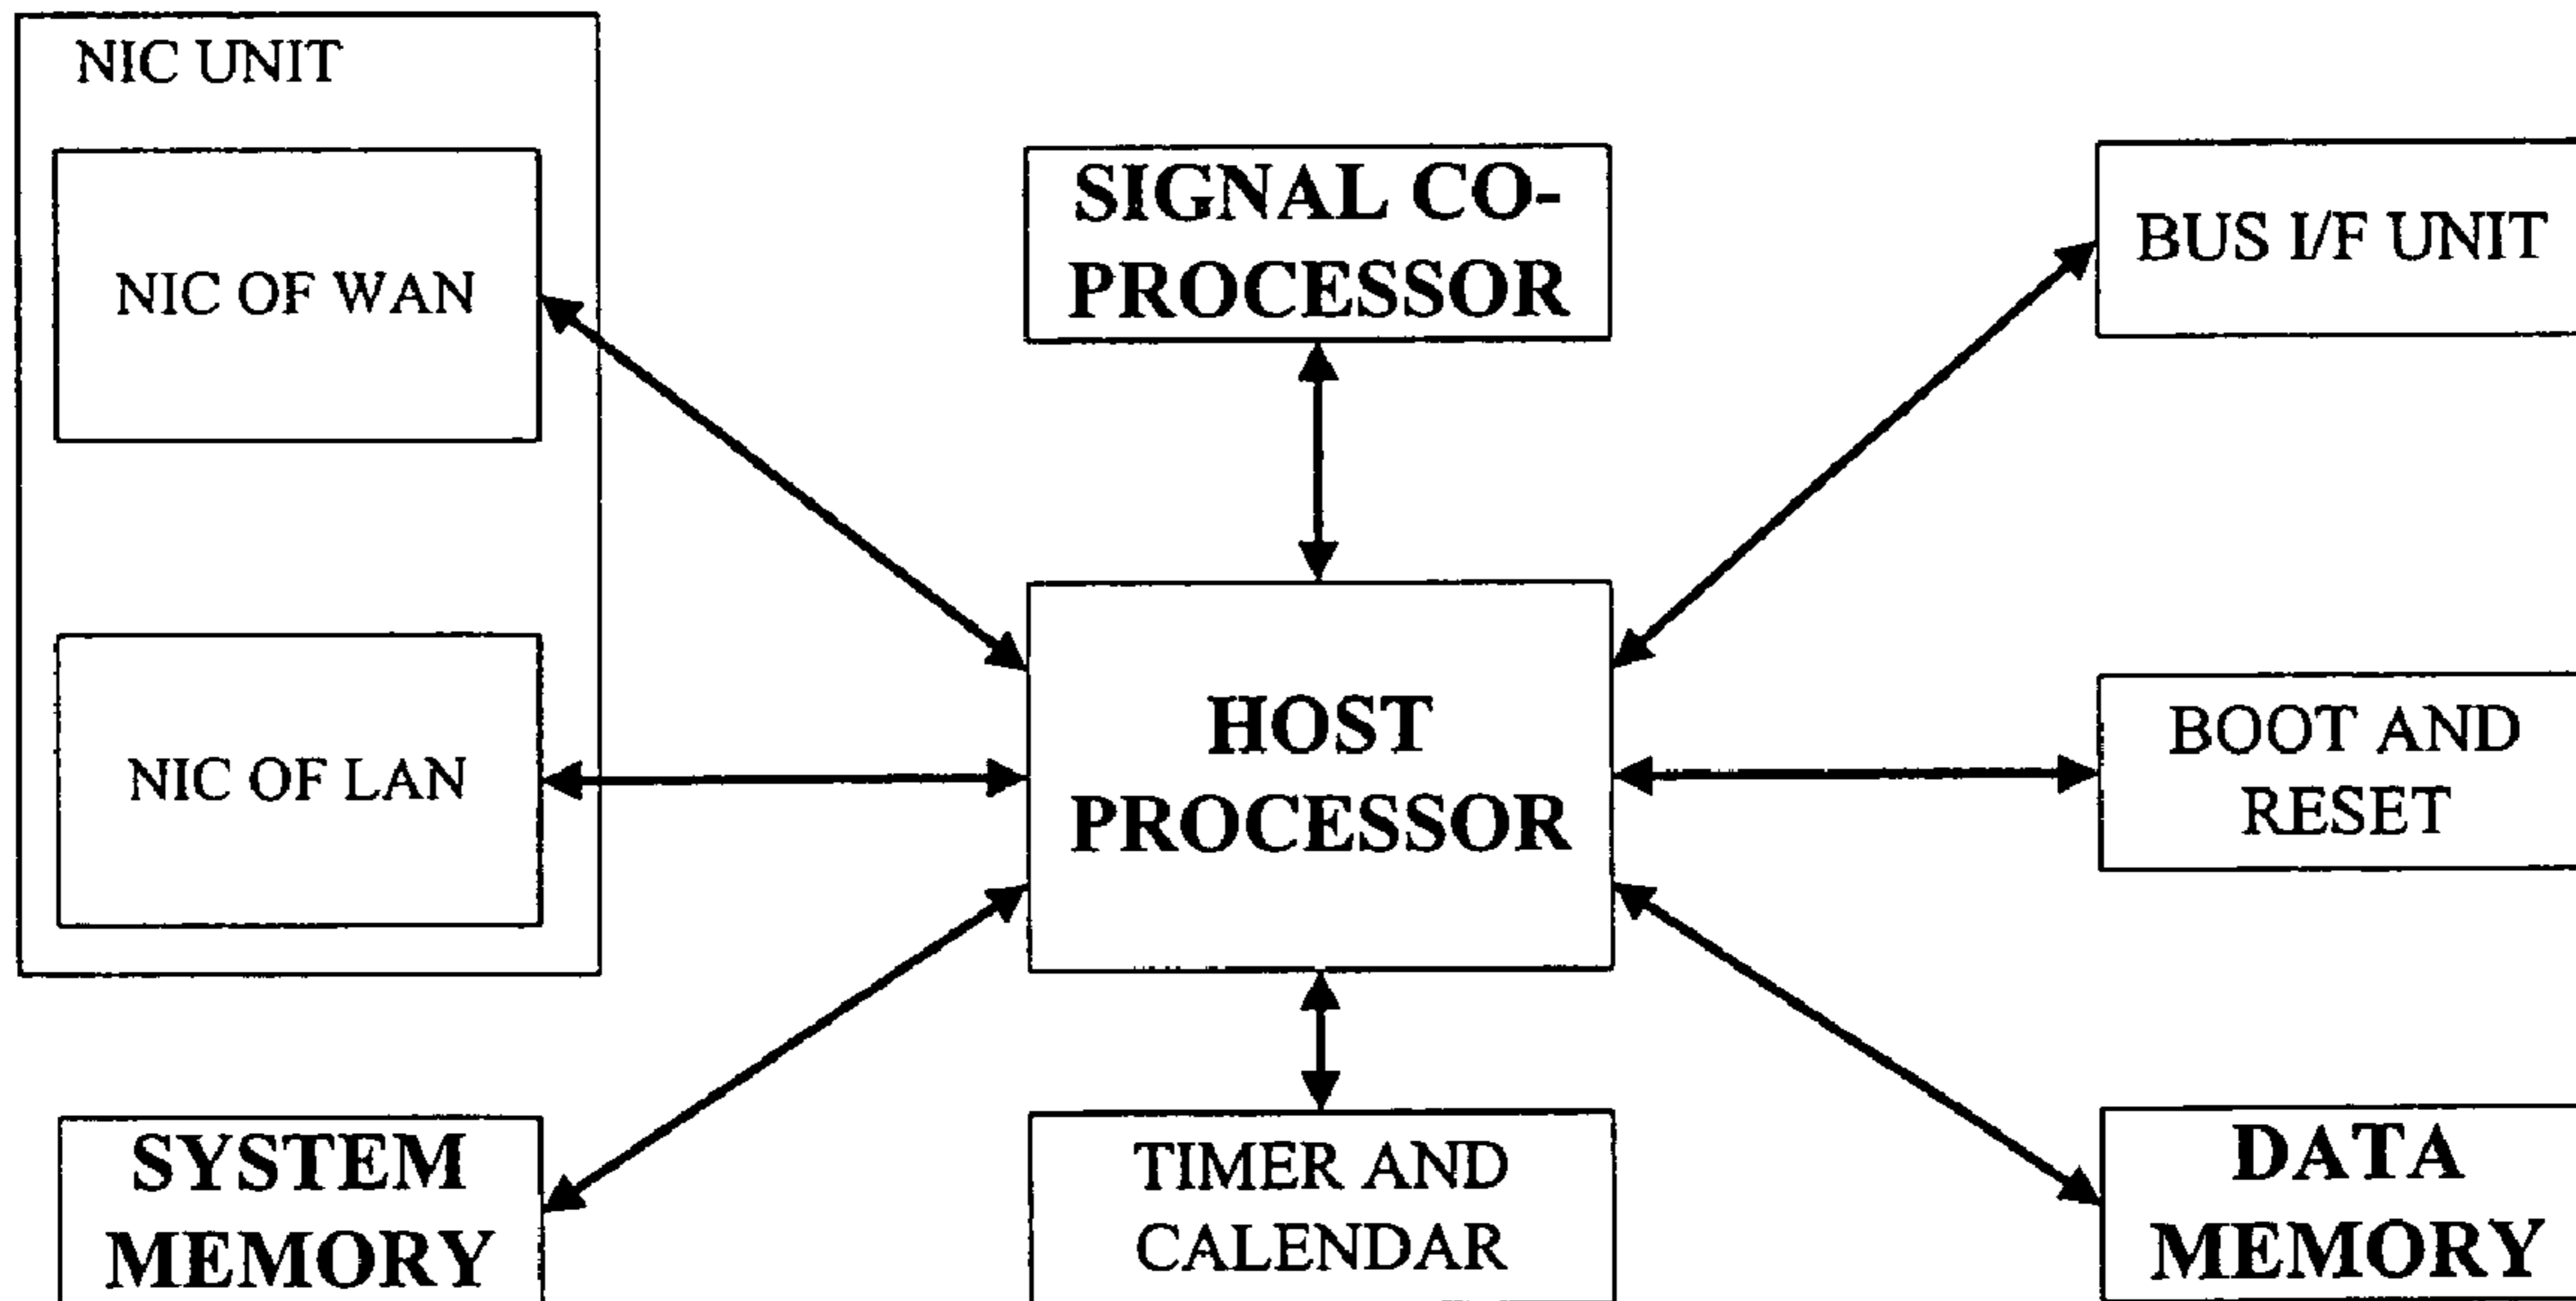 NIC UNIT
NIC OF WAN
SIGNAL CO-
PROCESSOR
BUS I/F UNIT
NIC OF LAN
HOST
PROCESSOR
BOOT AND
RESET
SYSTEM
MEMORY
TIMER AND
CALENDAR
DATA
MEMORY